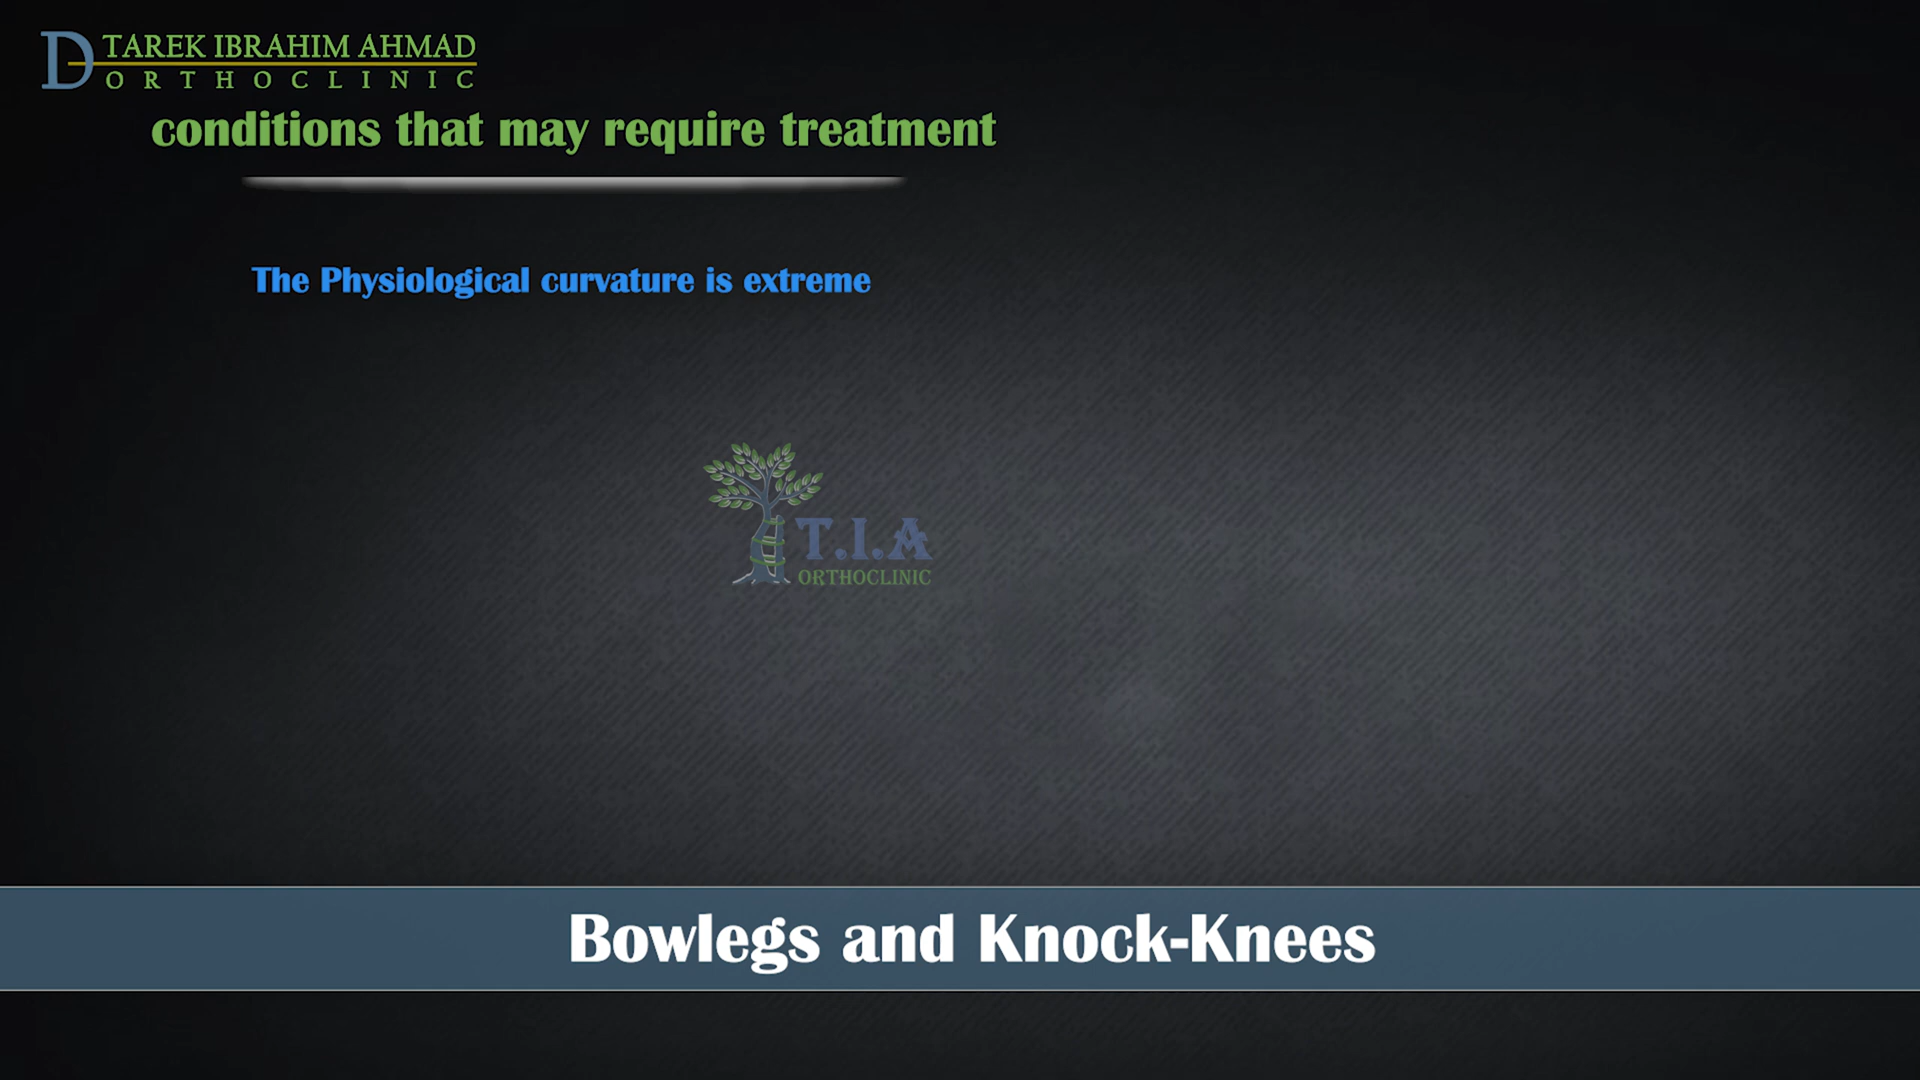 D TAREK IBRAHIM AHMAD
ORTHOCLINIC
conditions that may require treatment
The Physiological curvature is extreme
T.I.A
ORTHOCLINIC
Bowlegs and Knock-Knees